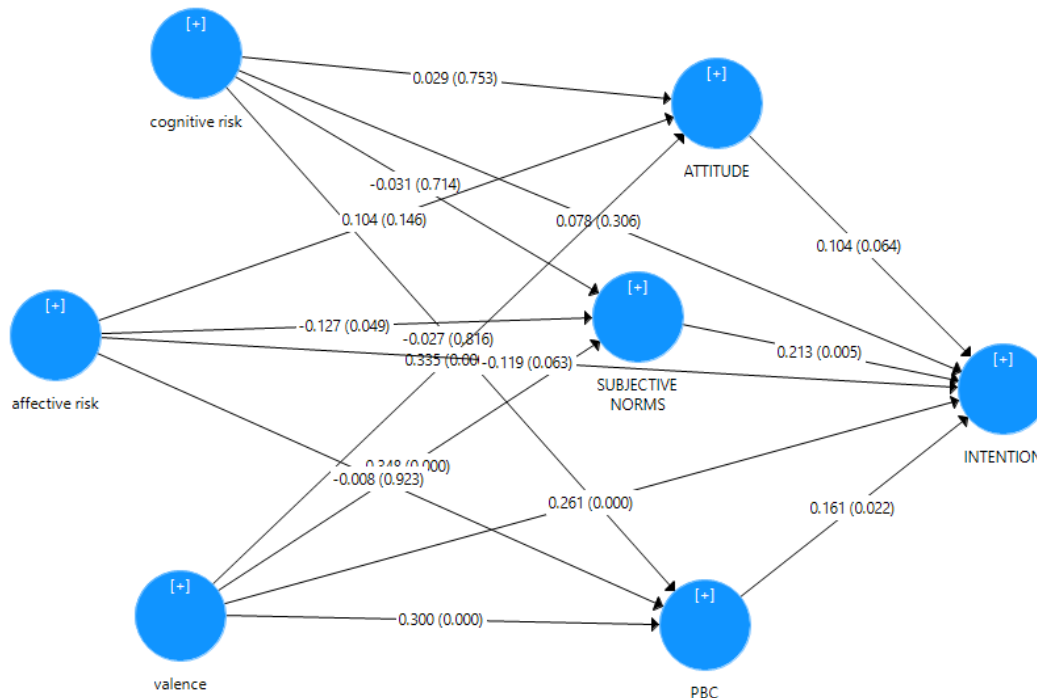 [+]
cognitive risk
0.029 (0.753)
[+]
ATTITUDE
-0.031 (0.714)
0.104 (0.146)
0.078 (0.306)
0.104 (0.064)
[+]
affective risk
-0.127 (0.049)
-0.027 (0.816)
0.335
-0.119 (0.063)
[+]
SUBJECTIVE
NORMS
0.213 (0.005)
[+]
INTENTION
-0.008 (0.923)
0.261 (0.000)
0.161 (0.022)
[+]
valence
0.300 (0.000)
[+]
PBC